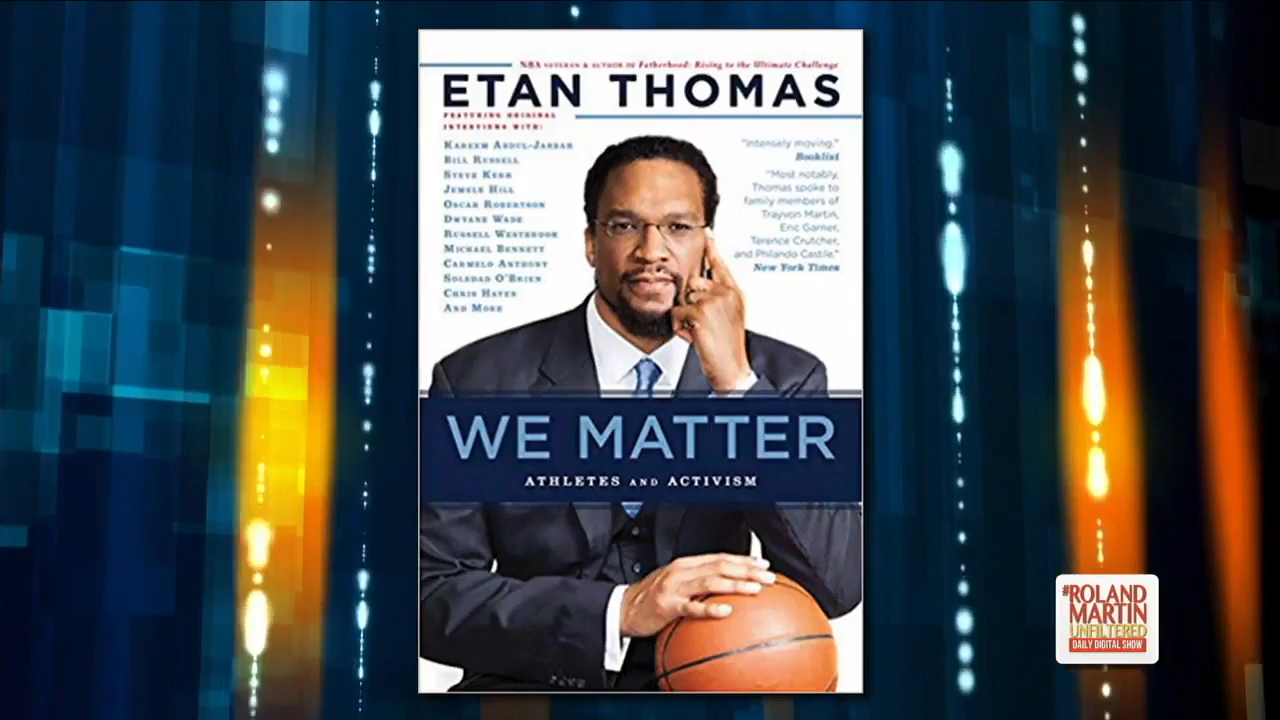 NBA VETERAN & AUTHOR OF Fatherhood: Rising to the Ultimate Challenge
ETAN THOMAS
FEATURING ORIGINAL
INTERVIEWS WITH:
KAREEM ABDUL-JABBAR
BILL RUSSELL
STEVE KERR
JEMELE HILL
OSCAR ROBERTSON
DWYANE WADE
RUSSELL WESTBROOK
MICHAEL BENNETT
CARMELO ANTHONY
SOLEDAD O'BRIEN
CHRIS HAYES
AND MORE
"Intensely moving."
Booklist
"Most notably,
Thomas spoke to
family members of
Trayvon Martin,
Eric Garner,
Terence Crutcher,
and Philando Castile."
New York Times
WE MATTER
ATHLETES AND ACTIVISM
#ROLAND
MARTIN
UNFILTERED
DAILY DIGITAL SHOW